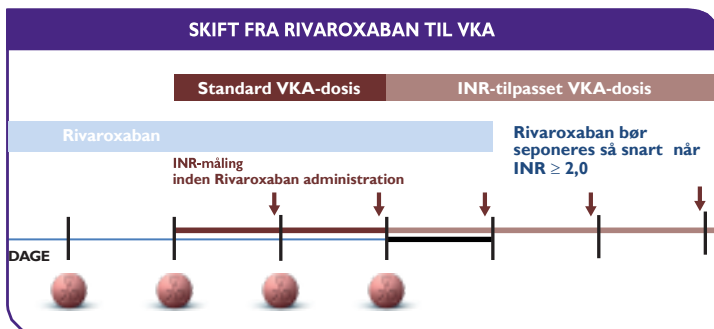 SKIFT FRA RIVAROXABAN TIL VKA
Standard VKA-dosis
INR-tilpasset VKA-dosis
Rivaroxaban
Rivaroxaban bør
seponeres så snart når
INR ≥ 2,0
INR-måling
inden Rivaroxaban administration
DAGE